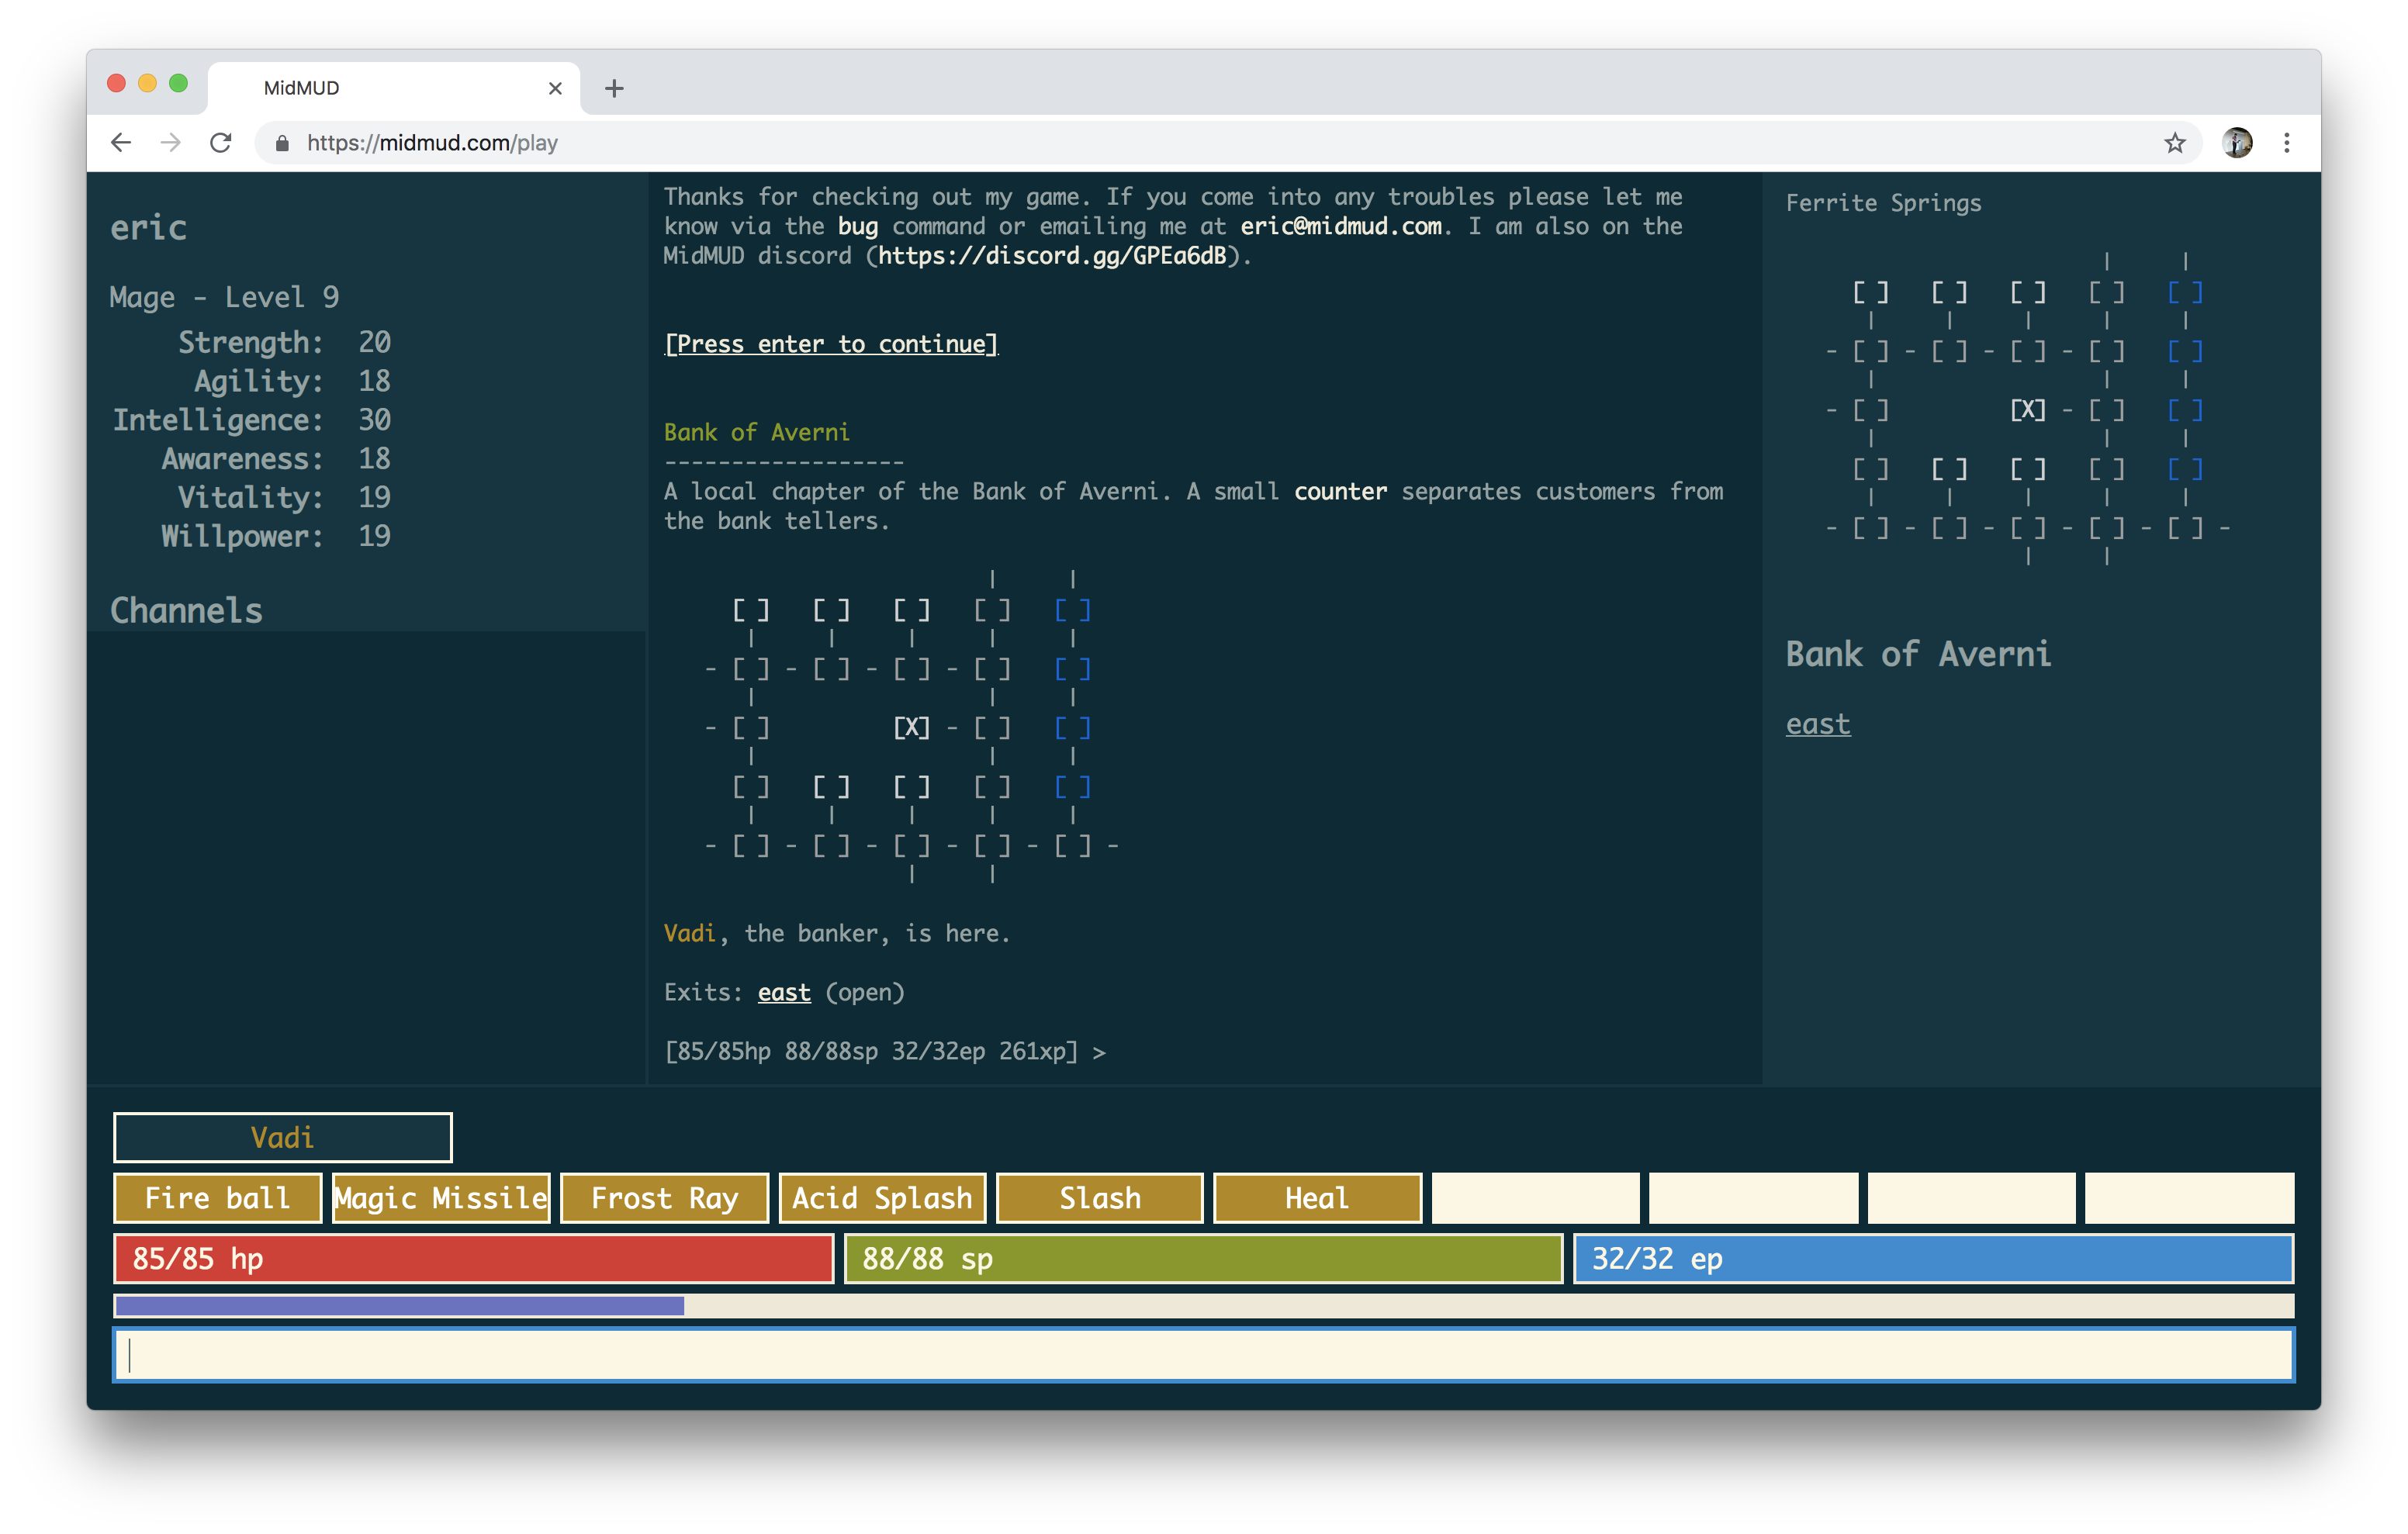 MidMUD
https://midmud.com/play
eric
Mage - Level 9
Strength: 20
Agility: 18
Intelligence: 30
Awareness: 18
Vitality: 19
Willpower: 19
Channels
Thanks for checking out my game. If you come into any troubles please let me
know via the bug command or emailing me at eric@midmud.com. I am also on the
MidMUD discord (https://discord.gg/GPEa6dB).
[Press enter to continue]
Bank of Averni
------------------
A local chapter of the Bank of Averni. A small counter separates customers from
the bank tellers.
                        |     |
     [ ]   [ ]   [ ]   [ ]   [ ]
      |     |     |     |     |
   - [ ] - [ ] - [ ] - [ ]   [ ]
      |                 |     |
   - [ ]         [X] - [ ]   [ ]
      |                 |     |
     [ ]   [ ]   [ ]   [ ]   [ ]
      |     |     |     |     |
   - [ ] - [ ] - [ ] - [ ] - [ ] -
                  |     |
Vadi, the banker, is here.
Exits: east (open)
[85/85hp 88/88sp 32/32ep 261xp] >
Ferrite Springs
                        |     |
     [ ]   [ ]   [ ]   [ ]   [ ]
      |     |     |     |     |
   - [ ] - [ ] - [ ] - [ ]   [ ]
      |                 |     |
   - [ ]         [X] - [ ]   [ ]
      |                 |     |
     [ ]   [ ]   [ ]   [ ]   [ ]
      |     |     |     |     |
   - [ ] - [ ] - [ ] - [ ] - [ ] -
                  |     |
Bank of Averni
east
Vadi
Fire ball Magic Missile Frost Ray Acid Splash Slash Heal
85/85 hp 88/88 sp 32/32 ep